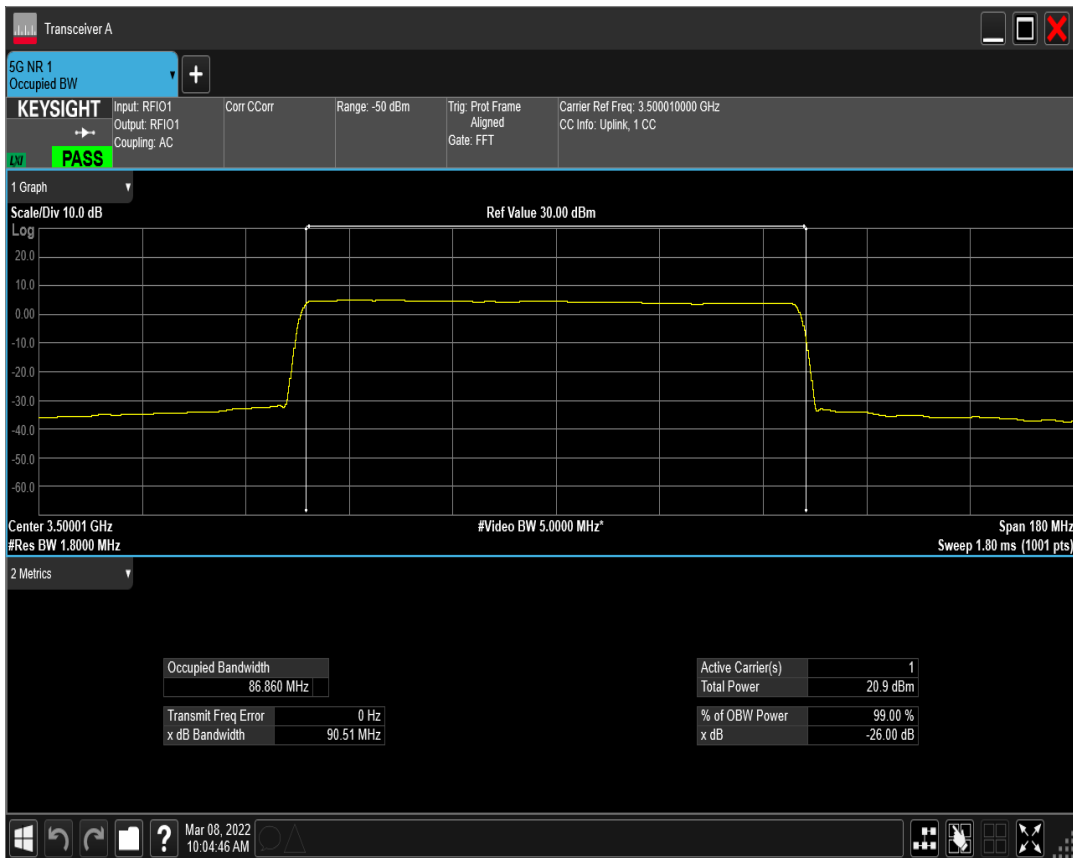 Transceiver A
5G NR 1
Occupied BW
KEYSIGHT
LXI
PASS
Input: RFIO1
Output: RFIO1
Coupling: AC
Corr CCorr
Range: -50 dBm
Trig: Prot Frame
Aligned
Gate: FFT
Carrier Ref Freq: 3.500010000 GHz
CC Info: Uplink, 1 CC
1 Graph
Scale/Div 10.0 dB
Ref Value 30.00 dBm
Log
20.0
10.0
0.00
-10.0
-20.0
-30.0
-40.0
-50.0
-60.0
Center 3.50001 GHz
#Video BW 5.0000 MHz*
Span 180 MHz
#Res BW 1.8000 MHz
Sweep 1.80 ms (1001 pts)
2 Metrics
Occupied Bandwidth
86.860 MHz
Transmit Freq Error 0 Hz
x dB Bandwidth 90.51 MHz
Active Carrier(s) 1
Total Power 20.9 dBm
% of OBW Power 99.00 %
x dB -26.00 dB
?
Mar 08, 2022
10:04:46 AM